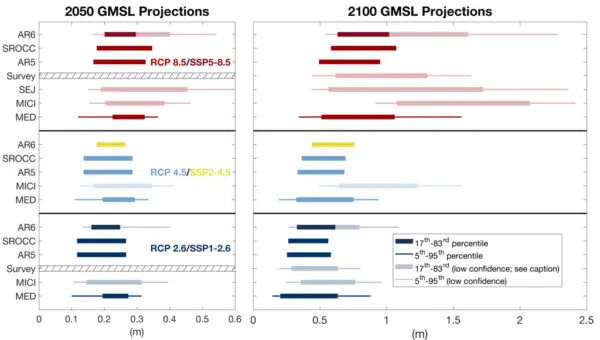 2050 GMSL Projections
2100 GMSL Projections
AR6
SROCC
AR5
RCP 8.5/SSP5-8.5
Survey
SEJ
MICI
MED
AR6
SROCC
AR5
RCP 4.5/SSP2-4.5
MICI
MED
AR6
SROCC
RCP 2.6/SSP1-2.6
AR5
Survey
MICI
MED
17th-83rd percentile
5th-95th percentile
17th-83rd (low confidence; see caption)
5th-95th (low confidence)
0 0.1 0.2 0.3 0.4 0.5 0.6
(m)
0 0.5 1 1.5 2 2.5
(m)